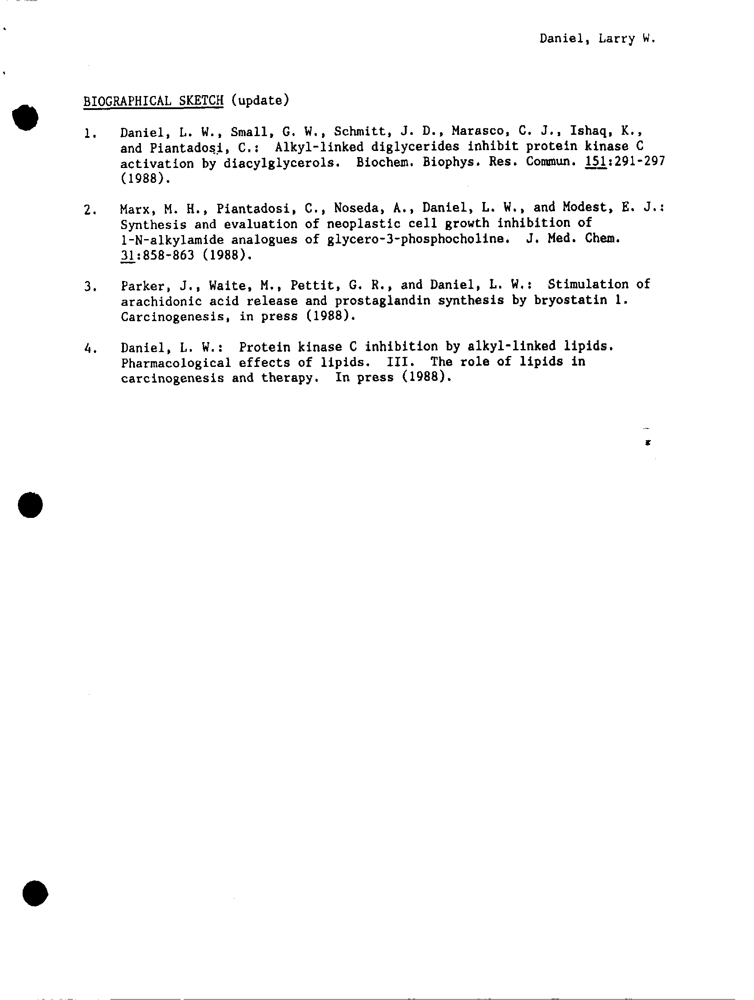 Daniel, Larry W.
BIOGRAPHICAL SKETCH (update)
1. Daniel, L. W., Small, G. W., Schmitt, J. D., Marasco, C. J., Ishaq, K.,
and Piantadosi, C.: Alkyl-linked diglycerides inhibit protein kinase C
activation by diacylglycerols. Biochem. Biophys. Res. Commun. 151:291-297
(1988).
2. Marx, M. H., Piantadosi, C., Noseda, A., Daniel, L. W., and Modest, E. J.:
Synthesis and evaluation of neoplastic cell growth inhibition of
1-N-alkylamide analogues of glycero-3-phosphocholine. J. Med. Chem.
31:858-863 (1988).
3. Parker, J., Waite, M., Pettit, G. R., and Daniel, L. W.: Stimulation of
arachidonic acid release and prostaglandin synthesis by bryostatin 1.
Carcinogenesis, in press (1988).
4. Daniel, L. W.: Protein kinase C inhibition by alkyl-linked lipids.
Pharmacological effects of lipids. III. The role of lipids in
carcinogenesis and therapy. In press (1988).